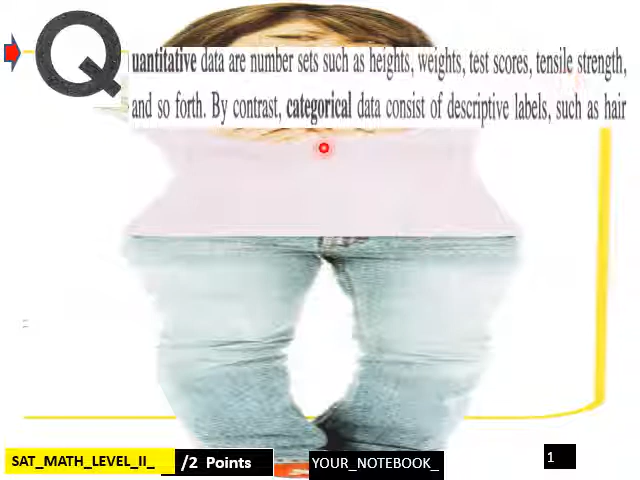 Quantitative data are number sets such as heights, weights, test scores, tensile strength,
and so forth. By contrast, categorical data consist of descriptive labels, such as hair
SAT_MATH_LEVEL_II_ /2 Points YOUR_NOTEBOOK_ 1